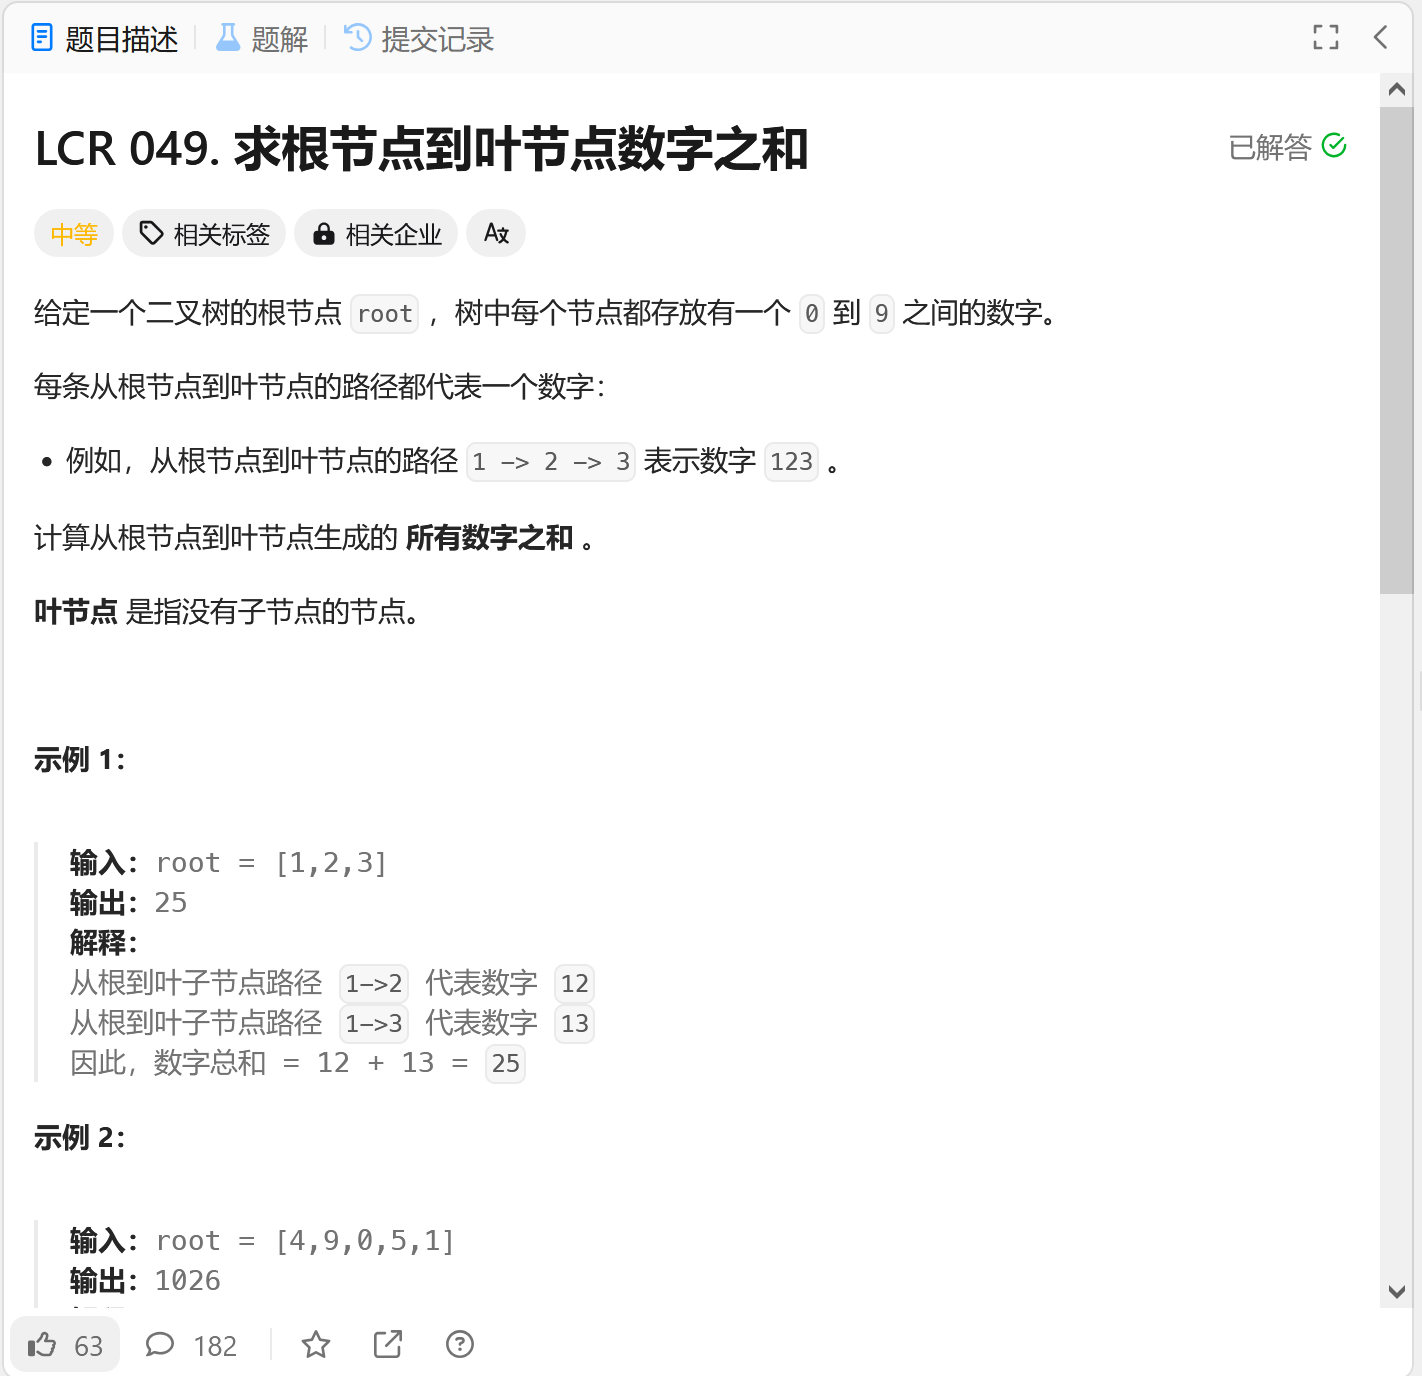 题目描述 题解 提交记录
LCR 049. 求根节点到叶节点数字之和
已解答
中等 相关标签 相关企业 A文
给定一个二叉树的根节点 root ，树中每个节点都存放有一个 0 到 9 之间的数字。
每条从根节点到叶节点的路径都代表一个数字：
• 例如，从根节点到叶节点的路径 1 -> 2 -> 3 表示数字 123 。
计算从根节点到叶节点生成的 所有数字之和 。
叶节点 是指没有子节点的节点。
示例 1：
输入：root = [1,2,3]
输出：25
解释：
从根到叶子节点路径 1->2 代表数字 12
从根到叶子节点路径 1->3 代表数字 13
因此，数字总和 = 12 + 13 = 25
示例 2：
输入：root = [4,9,0,5,1]
输出：1026
63 182